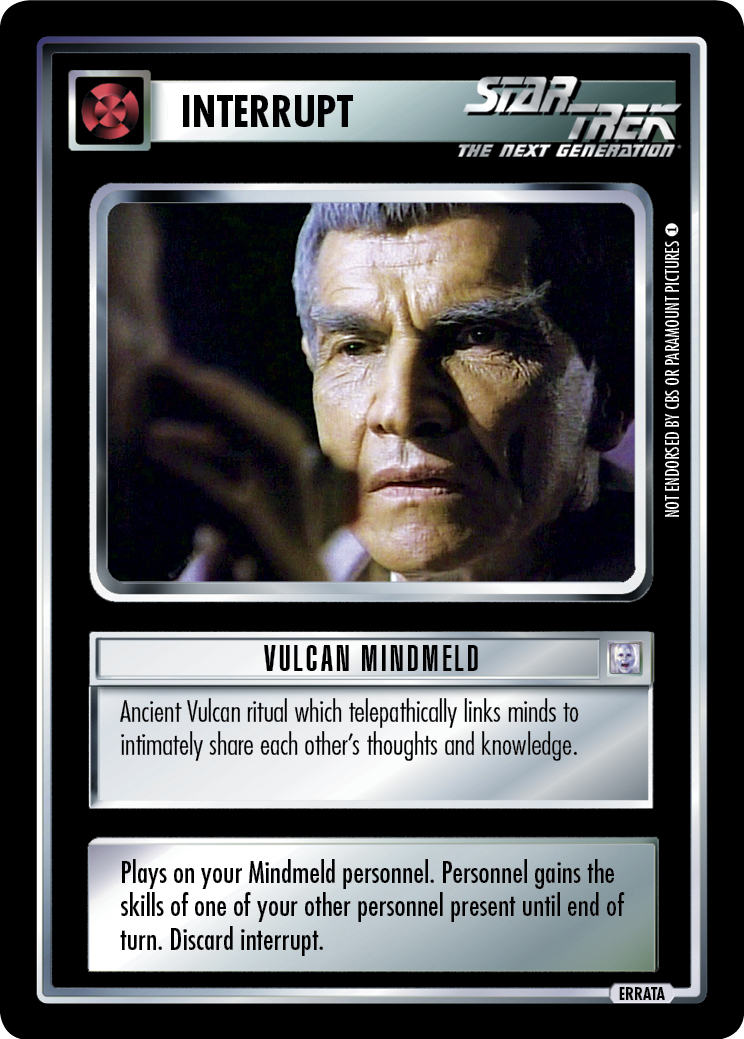 INTERRUPT
STAR TREK
THE NEXT GENERATION
NOT ENDORSED BY CBS OR PARAMOUNT PICTURES 1
VULCAN MINDMELD
Ancient Vulcan ritual which telepathically links minds to
intimately share each other's thoughts and knowledge.
Plays on your Mindmeld personnel. Personnel gains the
skills of one of your other personnel present until end of
turn. Discard interrupt.
ERRATA